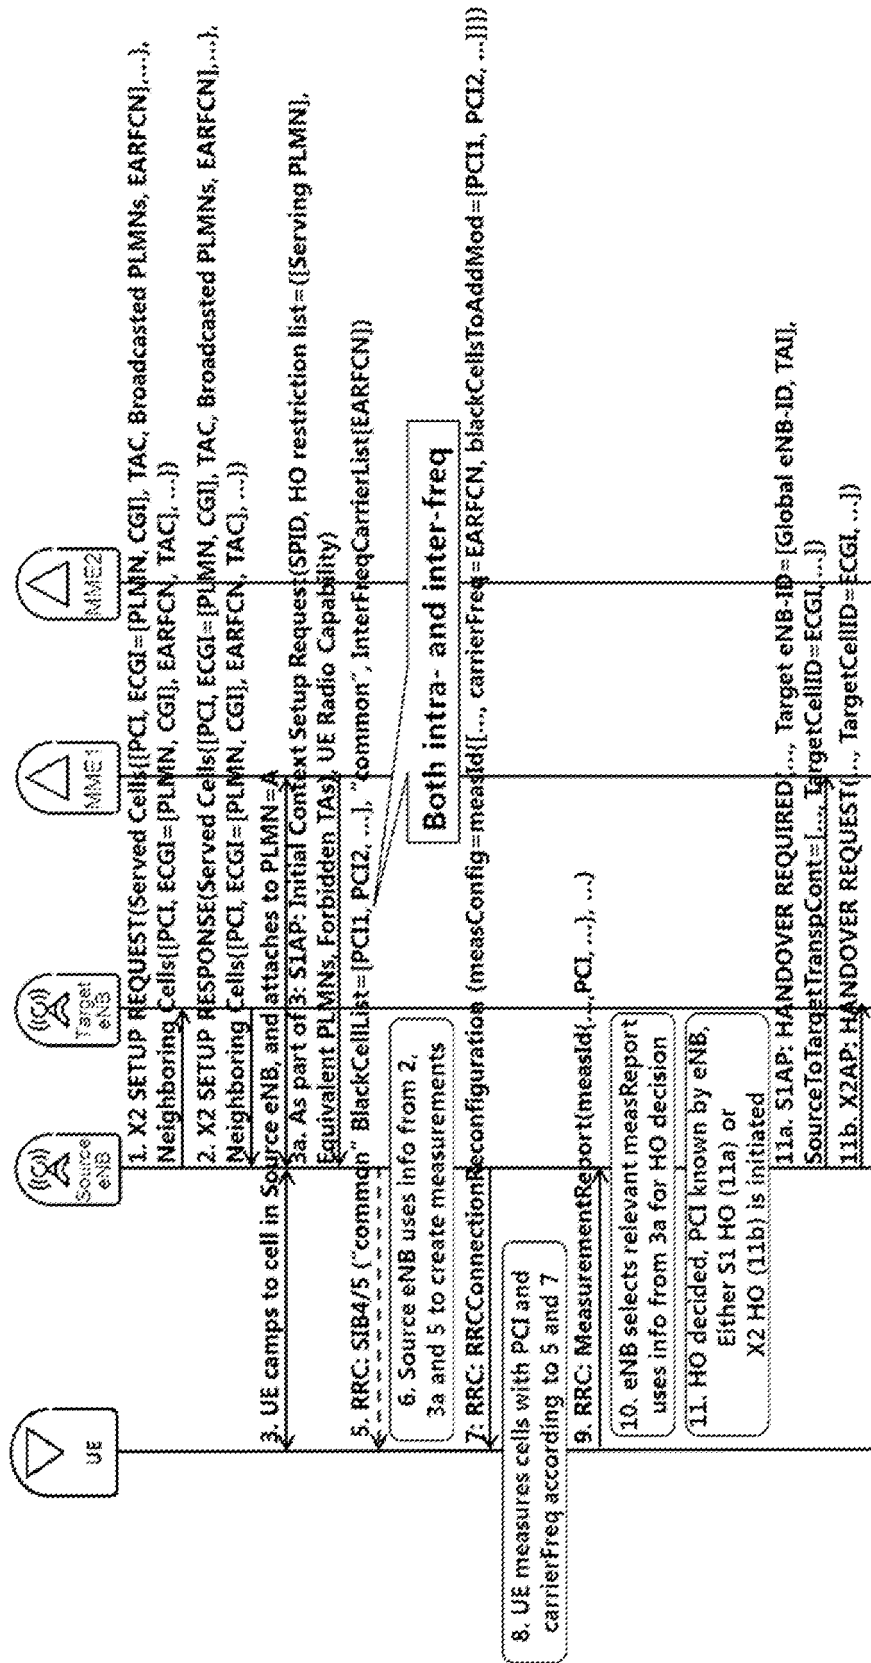 UE
Source
eNB
Target
eNB
MME1
MME2
1. X2 SETUP REQUEST(Served Cells{[PCI, ECGI=[PLMN, CGI], TAC, Broadcasted PLMNs, EARFCN],...},
Neighboring Cells{[PCI, ECGI=[PLMN, CGI], EARFCN, TAC], ...})
2. X2 SETUP RESPONSE(Served Cells{[PCI, ECGI=[PLMN, CGI], TAC, Broadcasted PLMNs, EARFCN],...},
Neighboring Cells{[PCI, ECGI=[PLMN, CGI], EARFCN, TAC], ...})
3. UE camps to cell in Source eNB, and attaches to PLMN=A
3a. As part of 3: S1AP: Initial Context Setup Request(SPID, HO restriction list=([Serving PLMN],
Equivalent PLMNs, Forbidden TAs), UE Radio Capability)
5. RRC: SIB4/5 ("common" BlackCellList=[PCI1, PCI2, ...], "common", InterFreqCarrierList[EARFCN])
Both intra- and inter-freq
6. Source eNB uses info from 2,
3a and 5 to create measurements
7: RRC: RRCConnectionReconfiguration (measConfig=measId{[..., carrierFreq=EARFCN, blackCellsToAddMod=[PCI1, PCI2, ...]]})
8. UE measures cells with PCI and
carrierFreq according to 5 and 7
9. RRC: MeasurementReport(measId{...,PCI, ...}, ...)
10. eNB selects relevant measReport
uses info from 3a for HO decision
11. HO decided, PCI known by eNB,
Either S1 HO (11a) or
X2 HO (11b) is initiated
11a. S1AP: HANDOVER REQUIRED(..., Target eNB-ID=[Global eNB-ID, TAI],
SourceToTargetTranspCont=[..., TargetCellID=ECGI, ...])
11b. X2AP: HANDOVER REQUEST(..., TargetCellID=ECGI, ...])